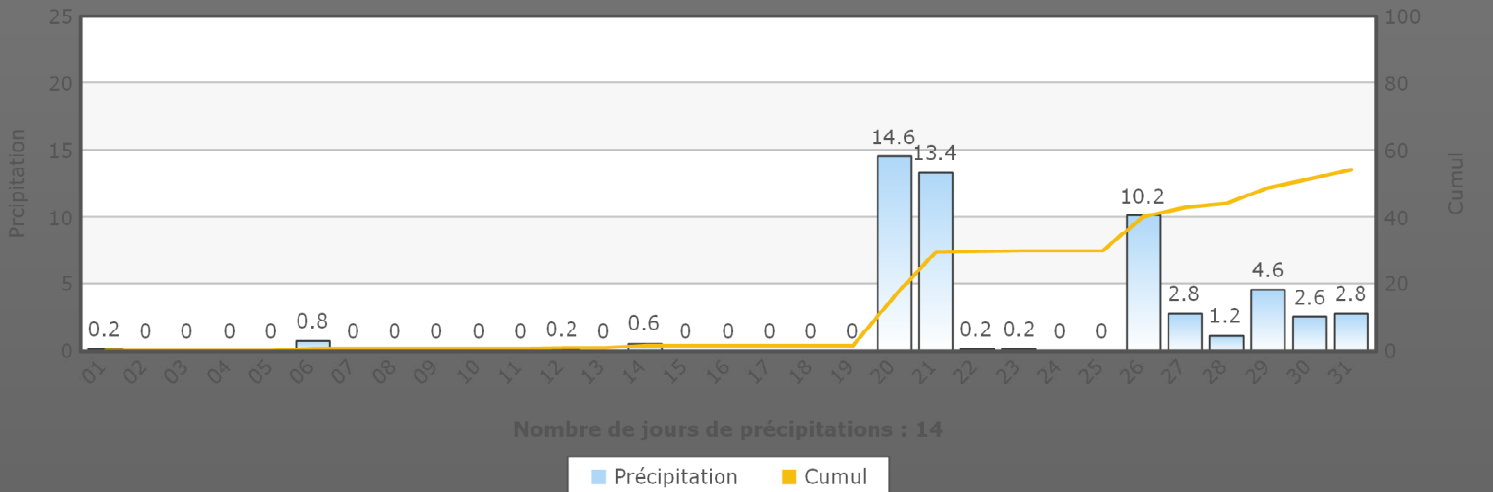 25
100
20
80
15
60
10
40
5
20
0
0
Prcipitation
Cumul
0.2 0 0 0 0 0.8 0 0 0 0 0 0.2 0 0.6 0 0 0 0 0 14.6 13.4 0.2 0.2 0 0 10.2 2.8 1.2 4.6 2.6 2.8
01 02 03 04 05 06 07 08 09 10 11 12 13 14 15 16 17 18 19 20 21 22 23 24 25 26 27 28 29 30 31
Nombre de jours de précipitations : 14
Précipitation Cumul